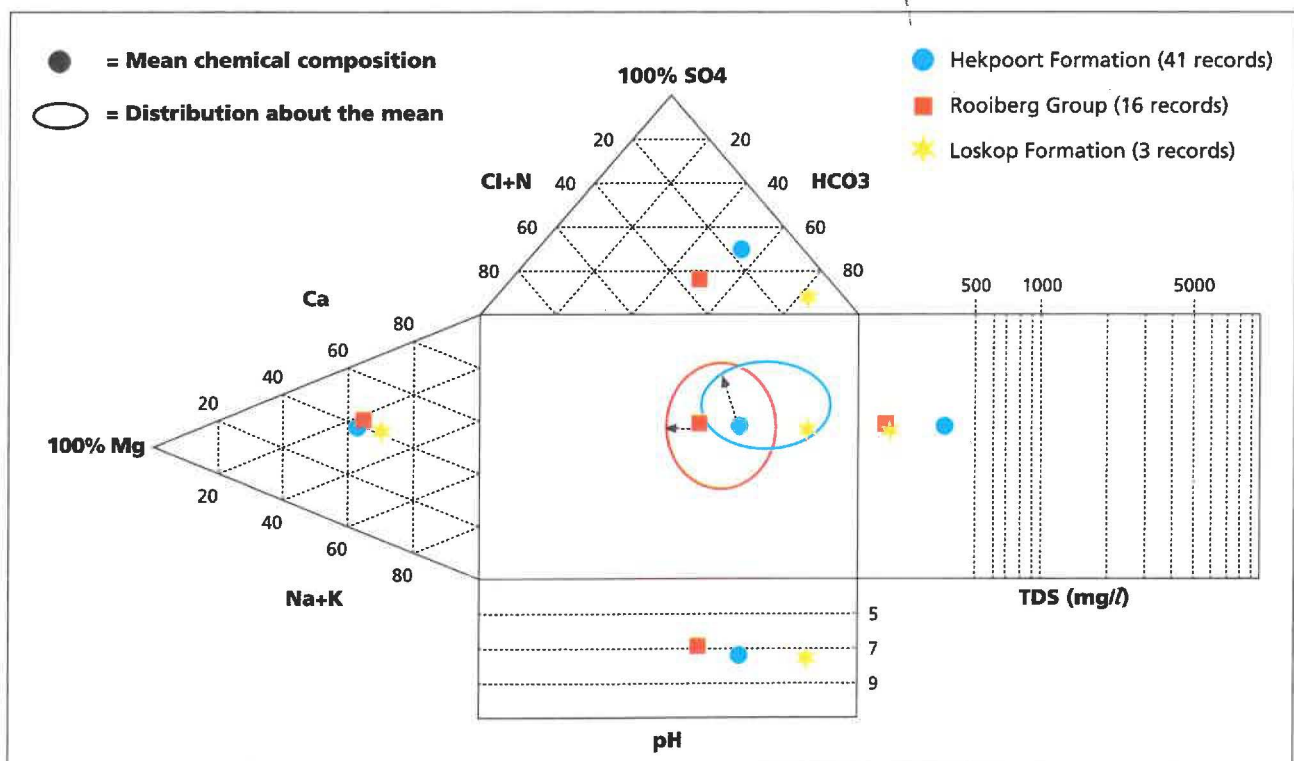 = Mean chemical composition
= Distribution about the mean
Hekpoort Formation (41 records)
Rooiberg Group (16 records)
Loskop Formation (3 records)
100% SO4
20 20
Cl+N 40 40 HCO3
60 60
80 80
500 1000 5000
Ca
80
60
40
20
100% Mg
20
40
60
80
Na+K
TDS (mg/l)
5
7
9
pH